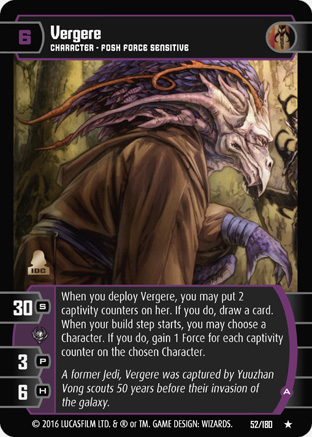 6
Vergere
CHARACTER - POSH FORCE SENSITIVE
IDC
30 S
When you deploy Vergere, you may put 2
captivity counters on her. If you do, draw a card.
When your build step starts, you may choose a
Character. If you do, gain 1 Force for each captivity
counter on the chosen Character.
3 P
A former Jedi, Vergere was captured by Yuuzhan
Vong scouts 50 years before their invasion of
the galaxy.
6 H
A
© 2016 LUCASFILM LTD. & ® OR TM. GAME DESIGN: WIZARDS. 52/180